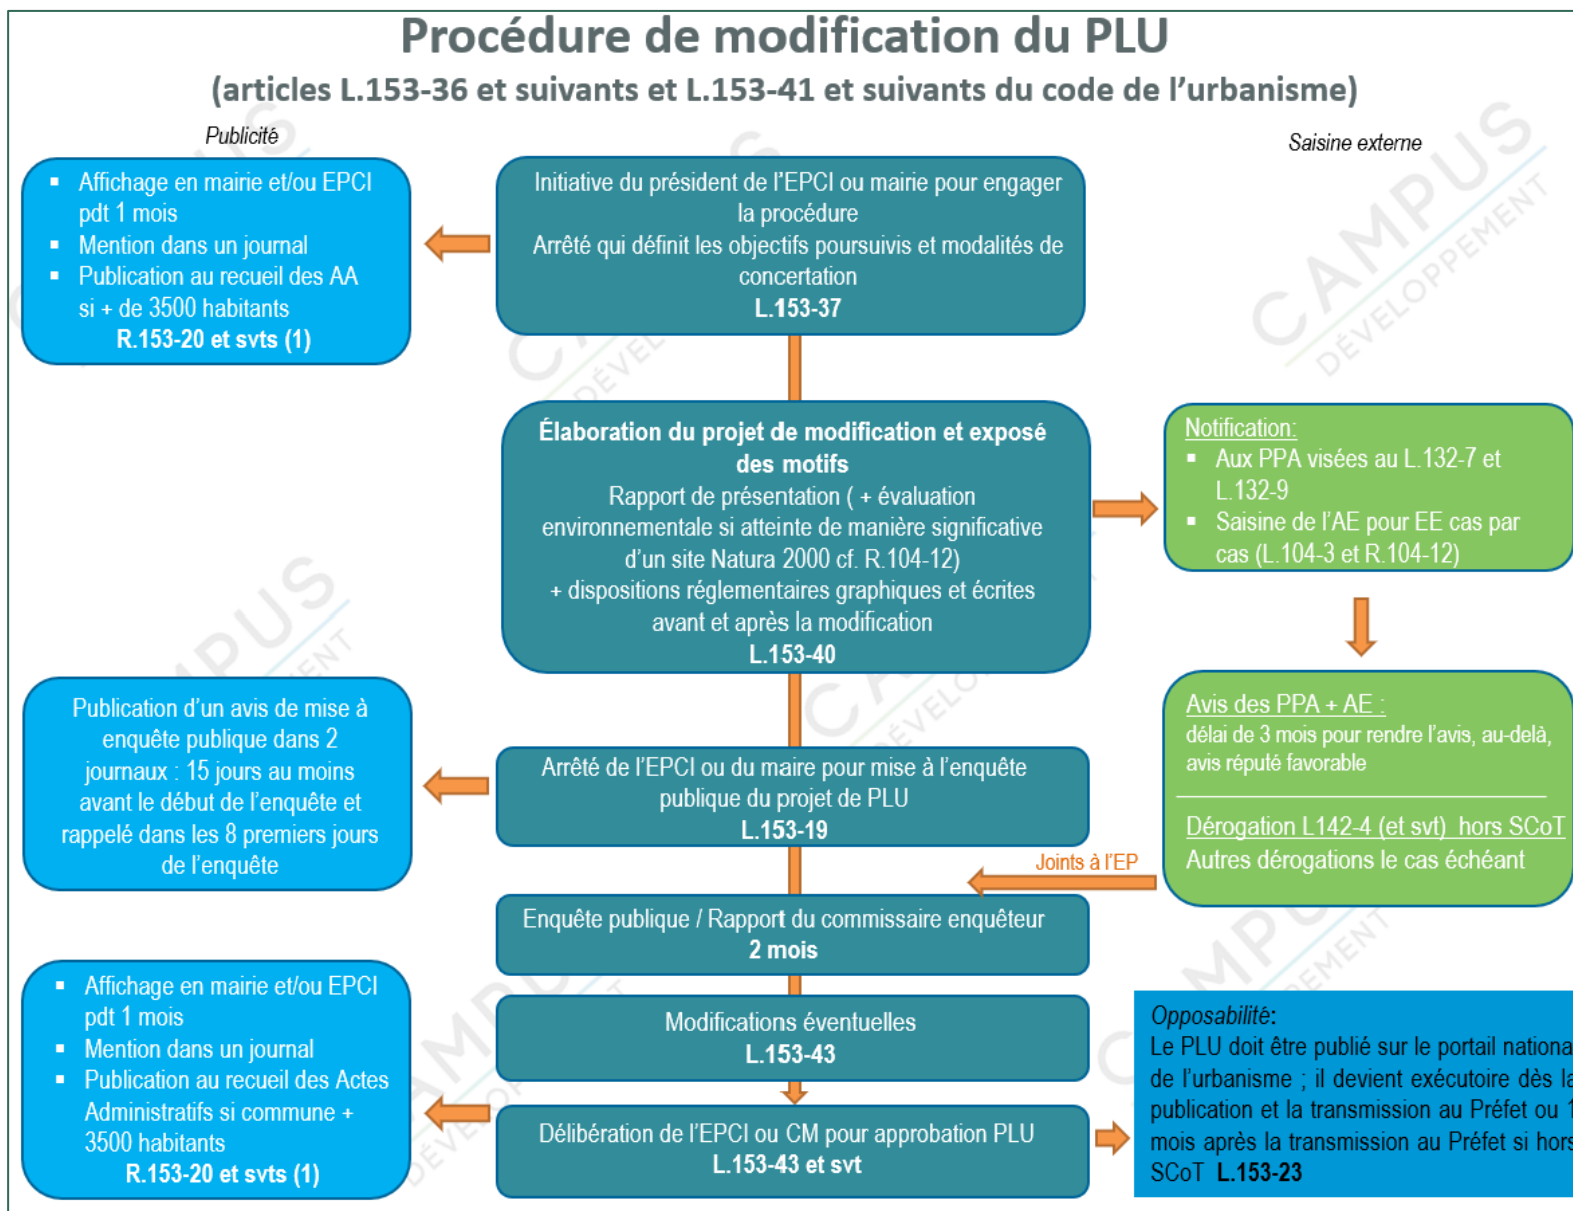 Procédure de modification du PLU
(articles L.153-36 et suivants et L.153-41 et suivants du code de l'urbanisme)
Publicité
Saisine externe
▪ Affichage en mairie et/ou EPCI
pdt 1 mois
▪ Mention dans un journal
▪ Publication au recueil des AA
si + de 3500 habitants
R.153-20 et svts (1)
Initiative du président de l'EPCI ou mairie pour engager
la procédure
Arrêté qui définit les objectifs poursuivis et modalités de
concertation
L.153-37
Élaboration du projet de modification et exposé
des motifs
Rapport de présentation ( + évaluation
environnementale si atteinte de manière significative
d'un site Natura 2000 cf. R.104-12)
+ dispositions réglementaires graphiques et écrites
avant et après la modification
L.153-40
Notification:
▪ Aux PPA visées au L.132-7 et
L.132-9
▪ Saisine de l'AE pour EE cas par
cas (L.104-3 et R.104-12)
Avis des PPA + AE :
délai de 3 mois pour rendre l'avis, au-delà,
avis réputé favorable
Dérogation L142-4 (et svt) hors SCoT
Autres dérogations le cas échéant
Publication d'un avis de mise à
enquête publique dans 2
journaux : 15 jours au moins
avant le début de l'enquête et
rappelé dans les 8 premiers jours
de l'enquête
Arrêté de l'EPCI ou du maire pour mise à l'enquête
publique du projet de PLU
L.153-19
Joints à l'EP
Enquête publique / Rapport du commissaire enquêteur
2 mois
Modifications éventuelles
L.153-43
▪ Affichage en mairie et/ou EPCI
pdt 1 mois
▪ Mention dans un journal
▪ Publication au recueil des Actes
Administratifs si commune +
3500 habitants
R.153-20 et svts (1)
Délibération de l'EPCI ou CM pour approbation PLU
L.153-43 et svt
Opposabilité:
Le PLU doit être publié sur le portail nationa
de l'urbanisme ; il devient exécutoire dès la
publication et la transmission au Préfet ou 1
mois après la transmission au Préfet si hors
SCoT L.153-23
CAMPUS
DÉVELOPPEMENT